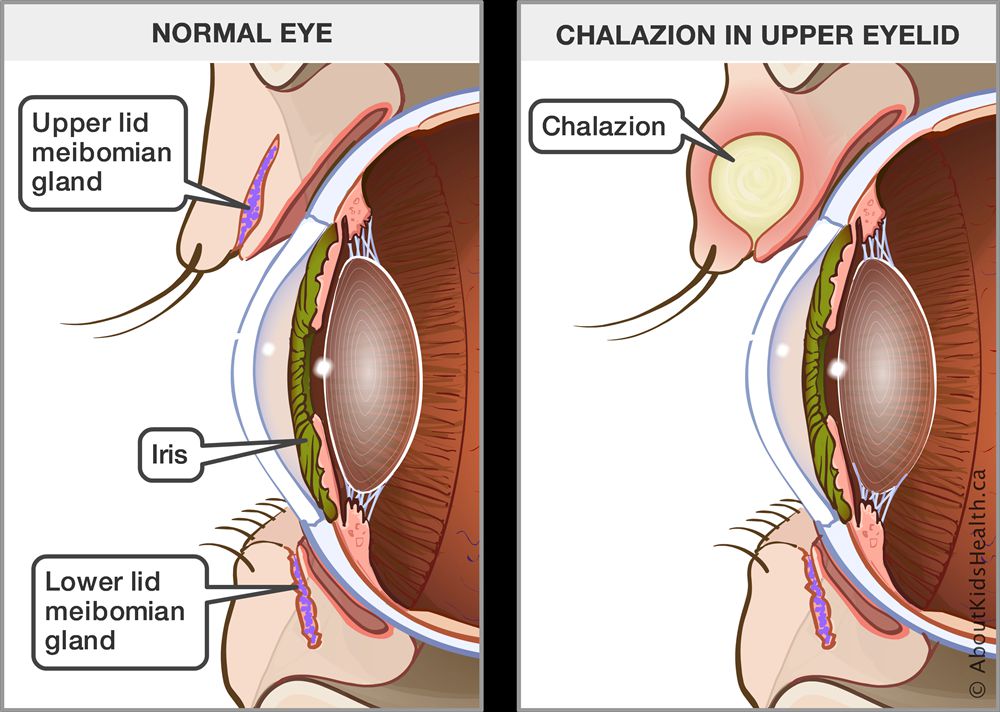 NORMAL EYE
Upper lid
meibomian
gland
Iris
Lower lid
meibomian
gland
CHALAZION IN UPPER EYELID
Chalazion
© AboutKidsHealth.ca